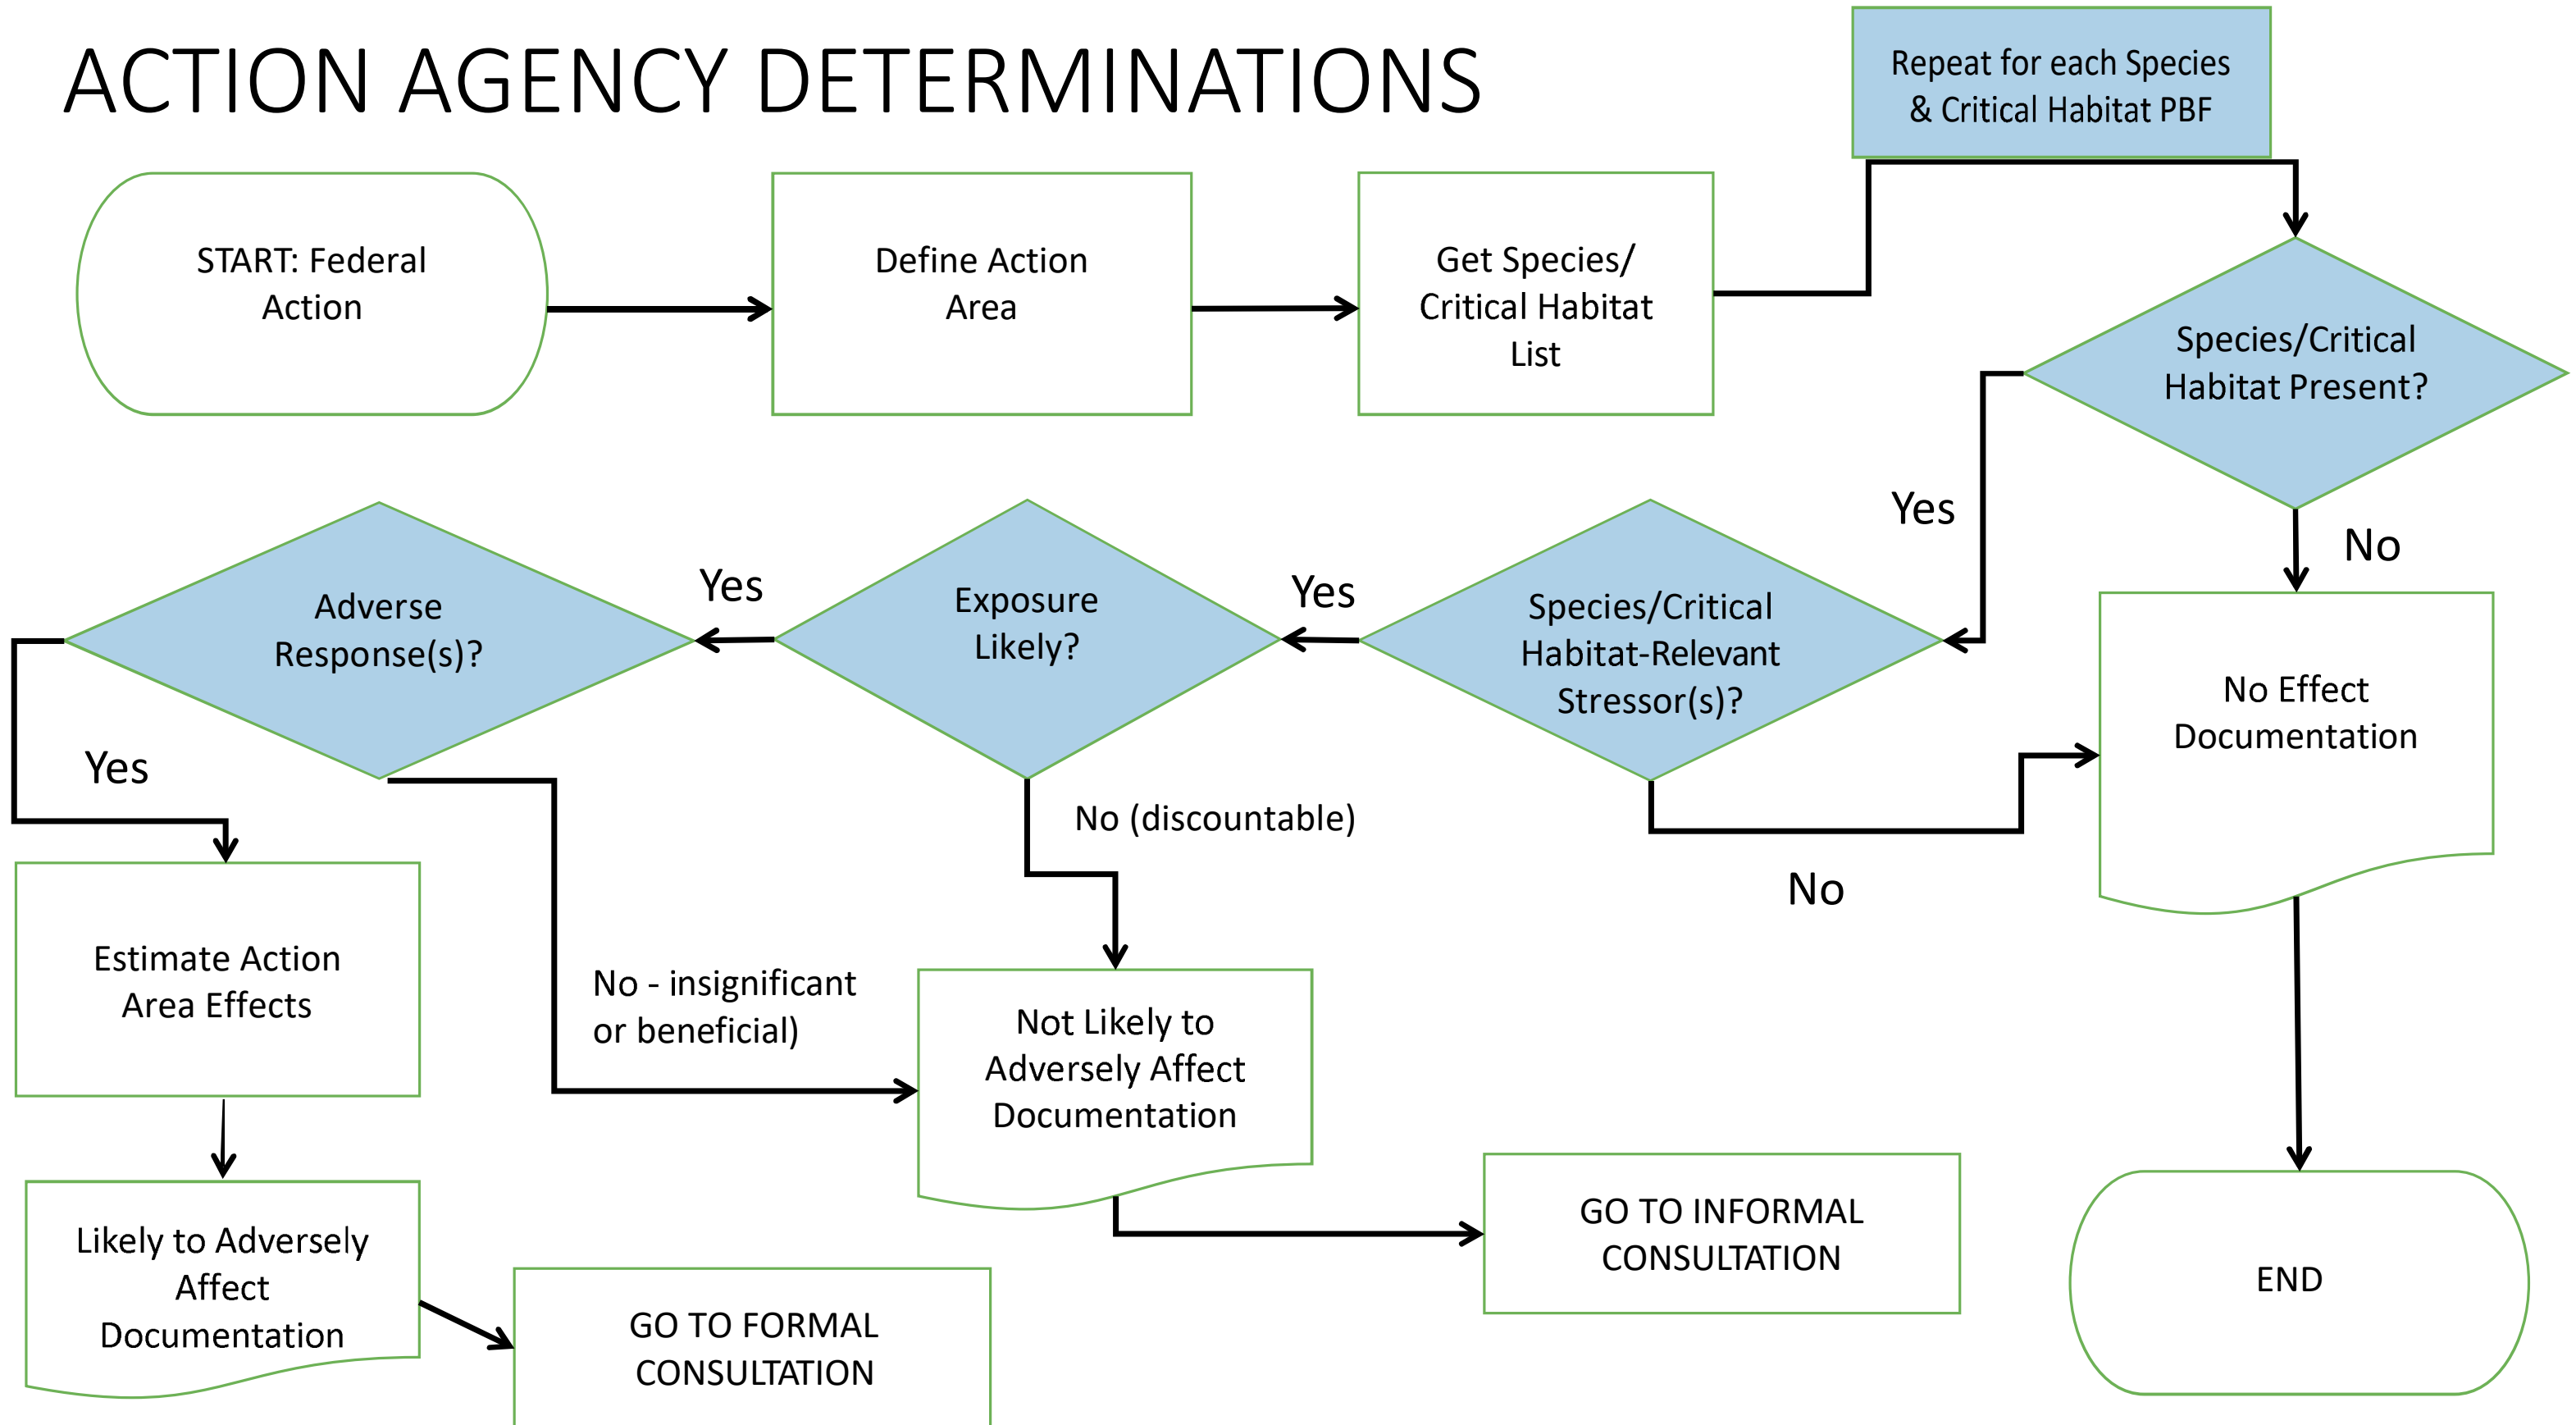 ACTION AGENCY DETERMINATIONS
Repeat for each Species
& Critical Habitat PBF
START: Federal
Action
Define Action
Area
Get Species/
Critical Habitat
List
Species/Critical
Habitat Present?
Yes
No
Adverse
Response(s)?
Yes
Exposure
Likely?
Yes
Species/Critical
Habitat-Relevant
Stressor(s)?
No Effect
Documentation
Yes
No (discountable)
No
Estimate Action
Area Effects
No - insignificant
or beneficial)
Not Likely to
Adversely Affect
Documentation
Likely to Adversely
Affect
Documentation
GO TO FORMAL
CONSULTATION
GO TO INFORMAL
CONSULTATION
END